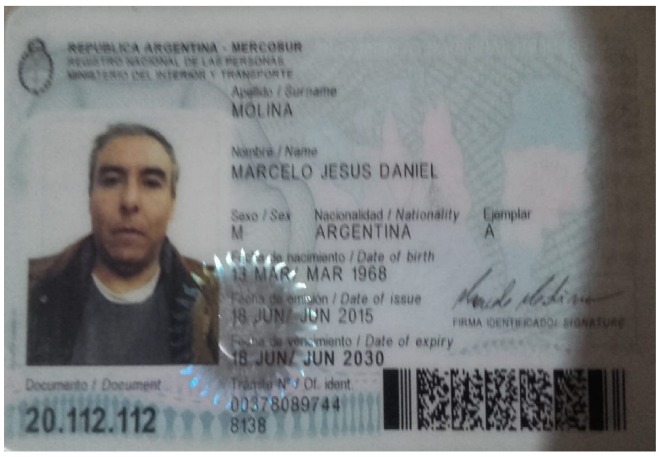 REPUBLICA ARGENTINA - MERCOSUR
REGISTRO NACIONAL DE LAS PERSONAS
MINISTERIO DEL INTERIOR Y TRANSPORTE
Apellido / Surname
MOLINA
Nombre / Name
MARCELO JESUS DANIEL
Sexo / Sex Nacionalidad / Nationality Ejemplar
M ARGENTINA A
Fecha de nacimiento / Date of birth
13 MAR/ MAR 1968
Fecha de emisión / Date of issue
18 JUN/ JUN 2015
FIRMA IDENTIFICADO/ SIGNATURE
Fecha de vencimiento / Date of expiry
18 JUN/ JUN 2030
Documento / Document Trámite Nº / Of. ident.
20.112.112 00378089744
8138